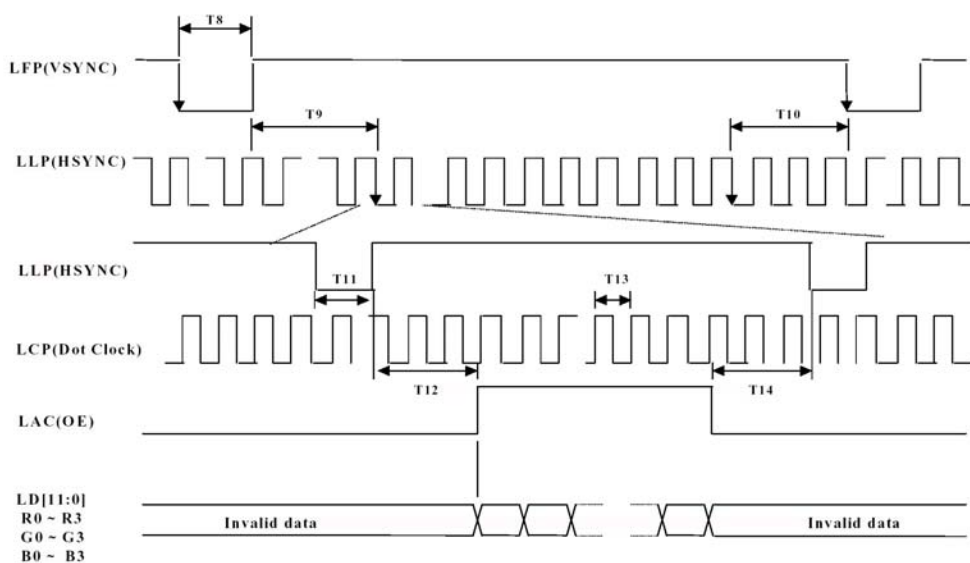 T8
LFP(VSYNC)
T9
T10
LLP(HSYNC)
LLP(HSYNC)
T11
T13
LCP(Dot Clock)
T12
T14
LAC(OE)
LD[11:0]
R0 ~ R3
Invalid data
Invalid data
G0 ~ G3
B0 ~ B3